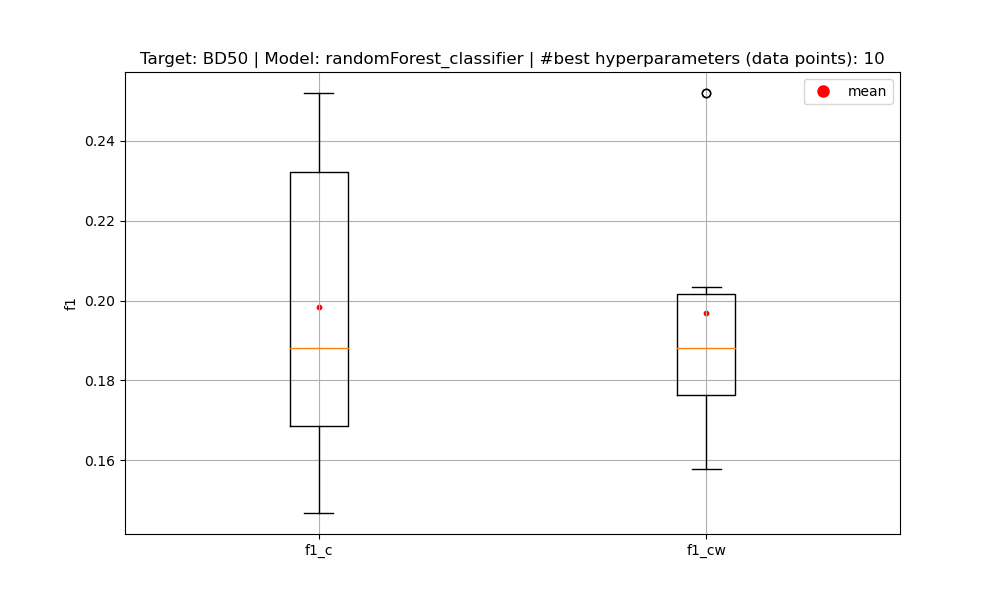 Target: BD50 | Model: randomForest_classifier | #best hyperparameters (data points): 10
mean
0.24
0.22
0.20
0.18
0.16
f1
f1_c
f1_cw